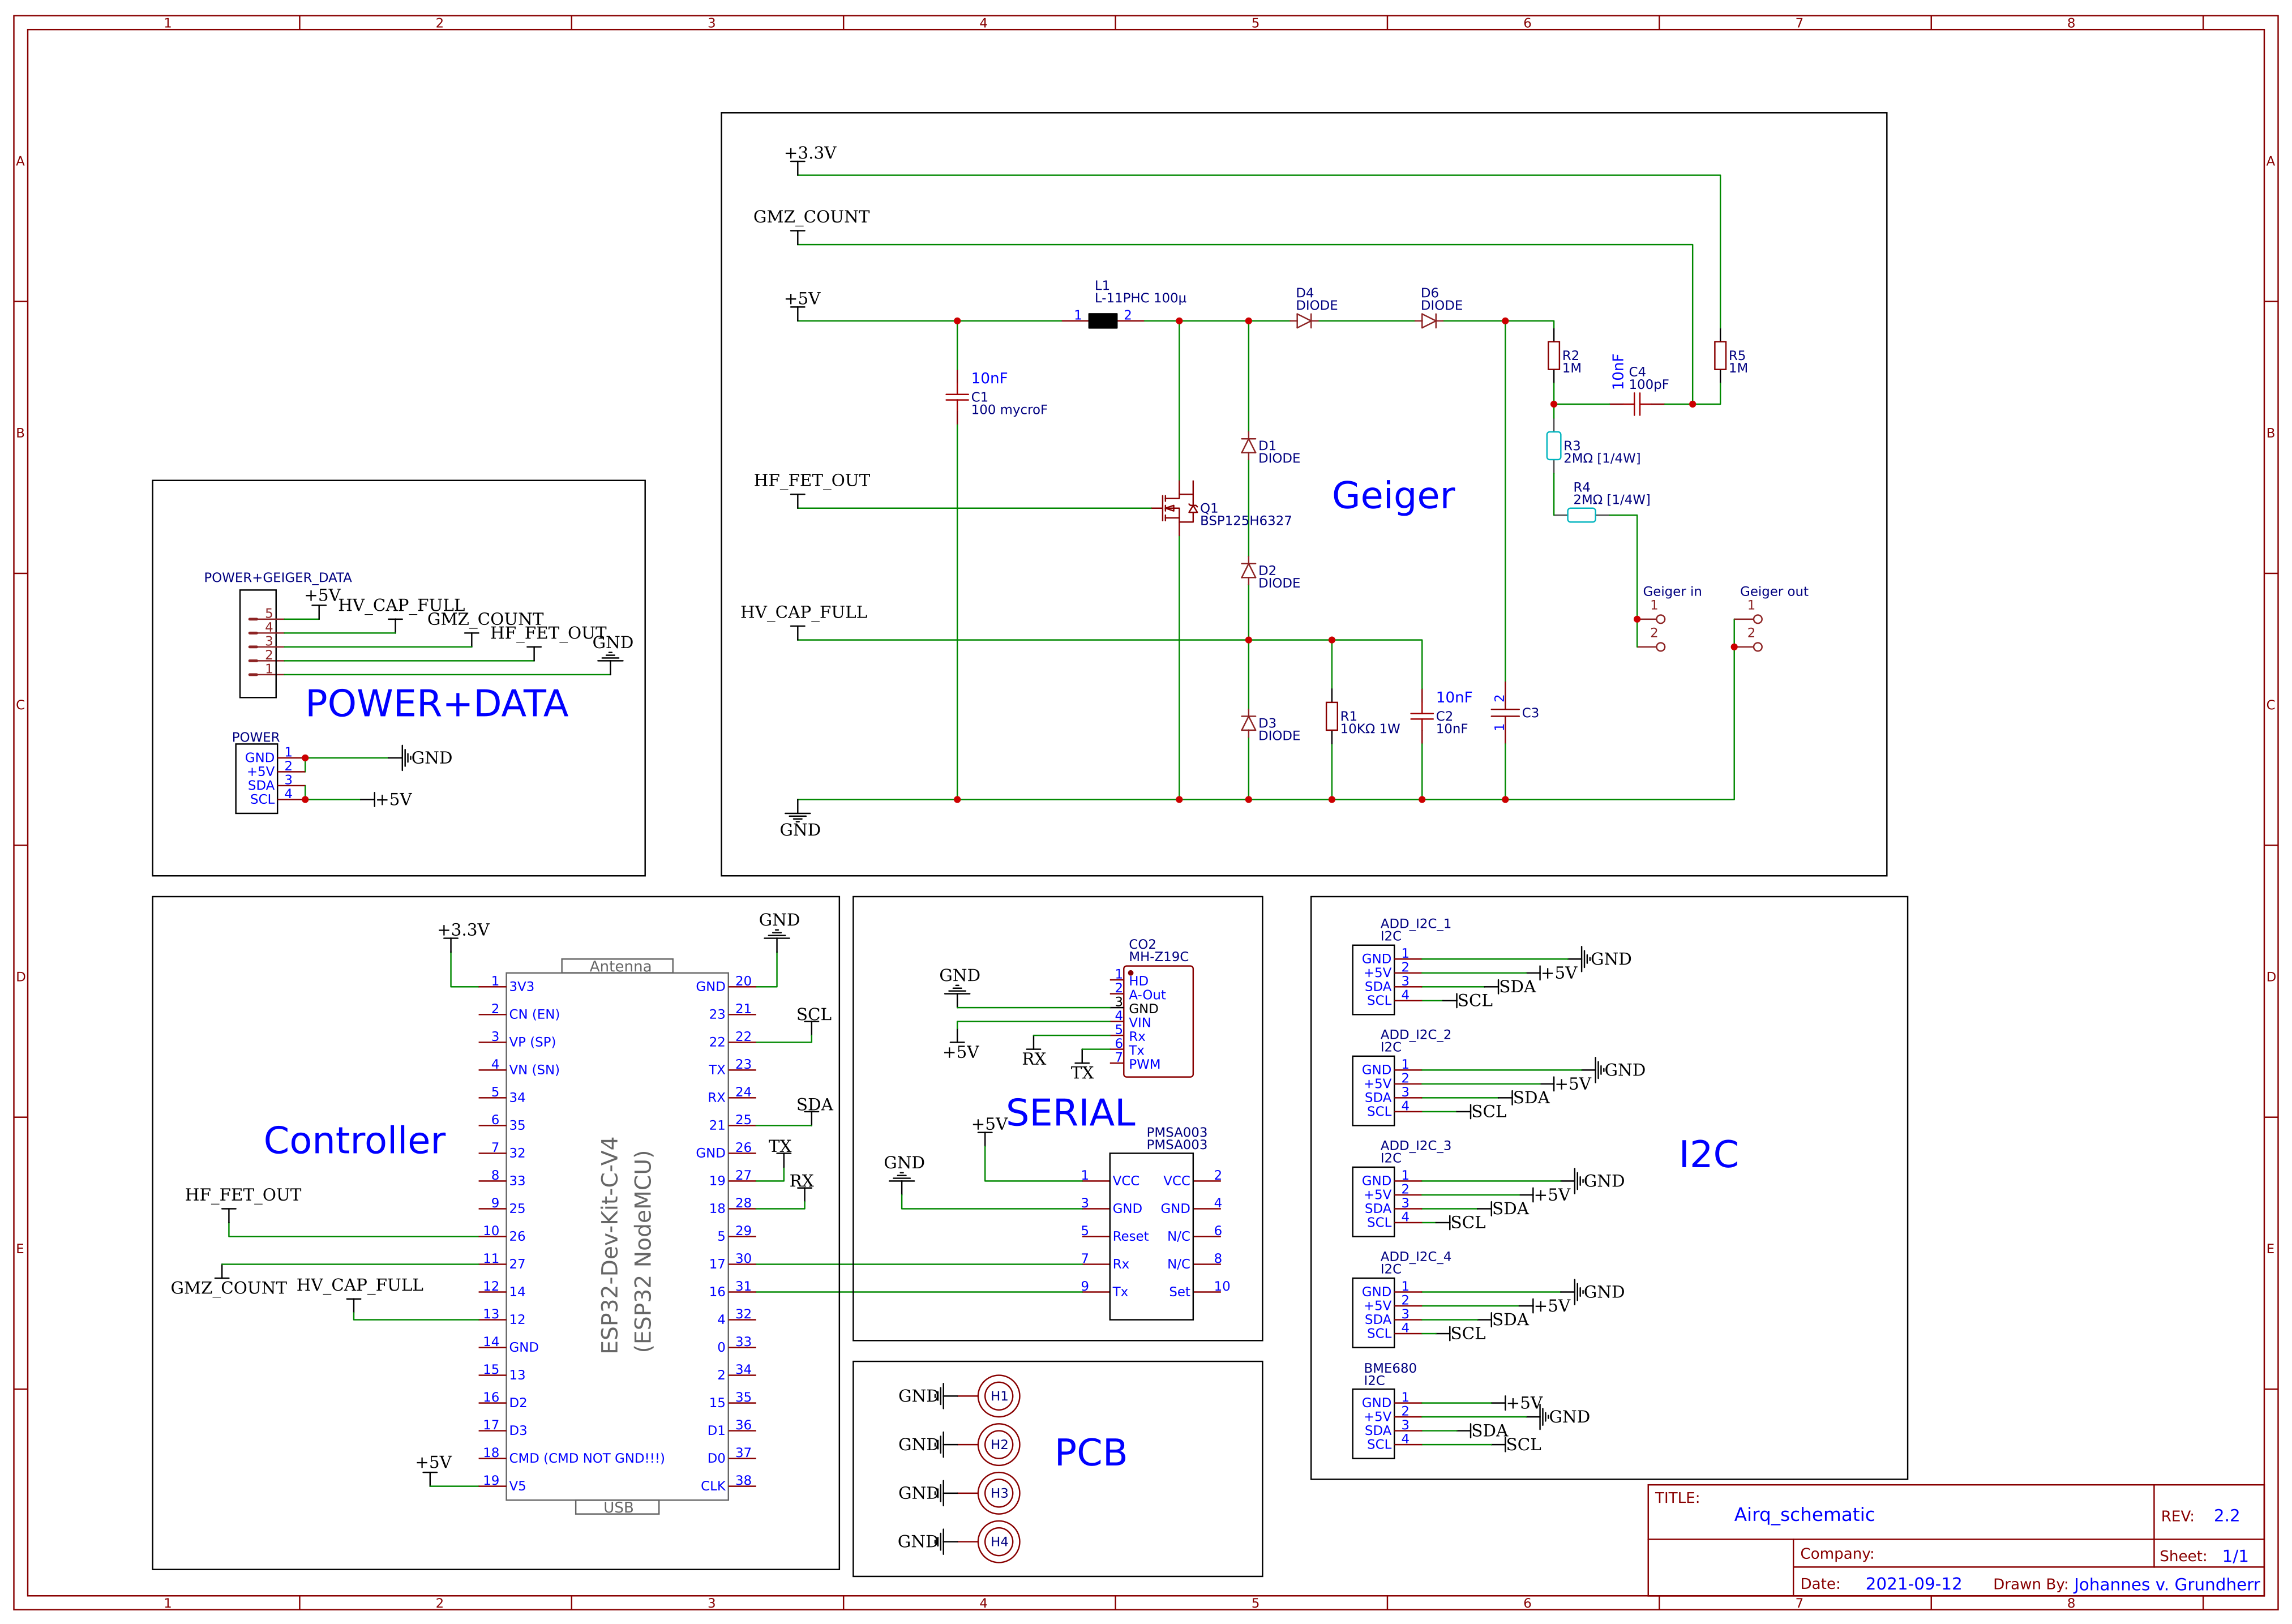 1 2 3 4 5 6 7 8
A A
B B
C C
D D
E E
+3.3V
GMZ_COUNT
+5V
L1
L-11PHC 100µ
1 2
D4
DIODE
D6
DIODE
R2
1M
10nF
C4
100pF
R5
1M
10nF
C1
100 mycroF
D1
DIODE
R3
2MΩ [1/4W]
R4
2MΩ [1/4W]
Geiger
HF_FET_OUT
Q1
BSP125H6327
D2
DIODE
Geiger in
1
2
Geiger out
1
2
HV_CAP_FULL
D3
DIODE
R1
10KΩ 1W
10nF
C2
10nF
2
1
C3
GND
POWER+GEIGER_DATA
5
4
3
2
1
+5V
HV_CAP_FULL
GMZ_COUNT
HF_FET_OUT
GND
POWER+DATA
POWER
GND 1
+5V 2
SDA 3
SCL 4
GND
+5V
Controller
+3.3V
GND
Antenna
1 3V3
2 CN (EN)
3 VP (SP)
4 VN (SN)
5 34
6 35
7 32
8 33
9 25
10 26
11 27
12 14
13 12
14 GND
15 13
16 D2
17 D3
18 CMD (CMD NOT GND!!!)
19 V5
GND 20
23 21
22 22
TX 23
RX 24
21 25
GND 26
19 27
18 28
5 29
17 30
16 31
4 32
0 33
2 34
15 35
D1 36
D0 37
CLK 38
ESP32-Dev-Kit-C-V4
(ESP32 NodeMCU)
USB
SCL
SDA
TX
RX
HF_FET_OUT
GMZ_COUNT
HV_CAP_FULL
+5V
CO2
MH-Z19C
1 HD
2 A-Out
3 GND
4 VIN
5 Rx
6 Tx
7 PWM
GND
+5V
RX
TX
SERIAL
+5V
GND
PMSA003
PMSA003
1 VCC VCC 2
3 GND GND 4
5 Reset N/C 6
7 Rx N/C 8
9 Tx Set 10
GND H1
GND H2
GND H3
GND H4
PCB
I2C
ADD_I2C_1
I2C
GND 1 GND
+5V 2 +5V
SDA 3 SDA
SCL 4 SCL
ADD_I2C_2
I2C
GND 1 GND
+5V 2 +5V
SDA 3 SDA
SCL 4 SCL
ADD_I2C_3
I2C
GND 1 GND
+5V 2 +5V
SDA 3 SDA
SCL 4 SCL
ADD_I2C_4
I2C
GND 1 GND
+5V 2 +5V
SDA 3 SDA
SCL 4 SCL
BME680
I2C
GND 1 +5V
+5V 2 GND
SDA 3 SDA
SCL 4 SCL
TITLE:
Airq_schematic
REV: 2.2
Company:
Sheet: 1/1
Date: 2021-09-12
Drawn By: Johannes v. Grundherr
1 2 3 4 5 6 7 8